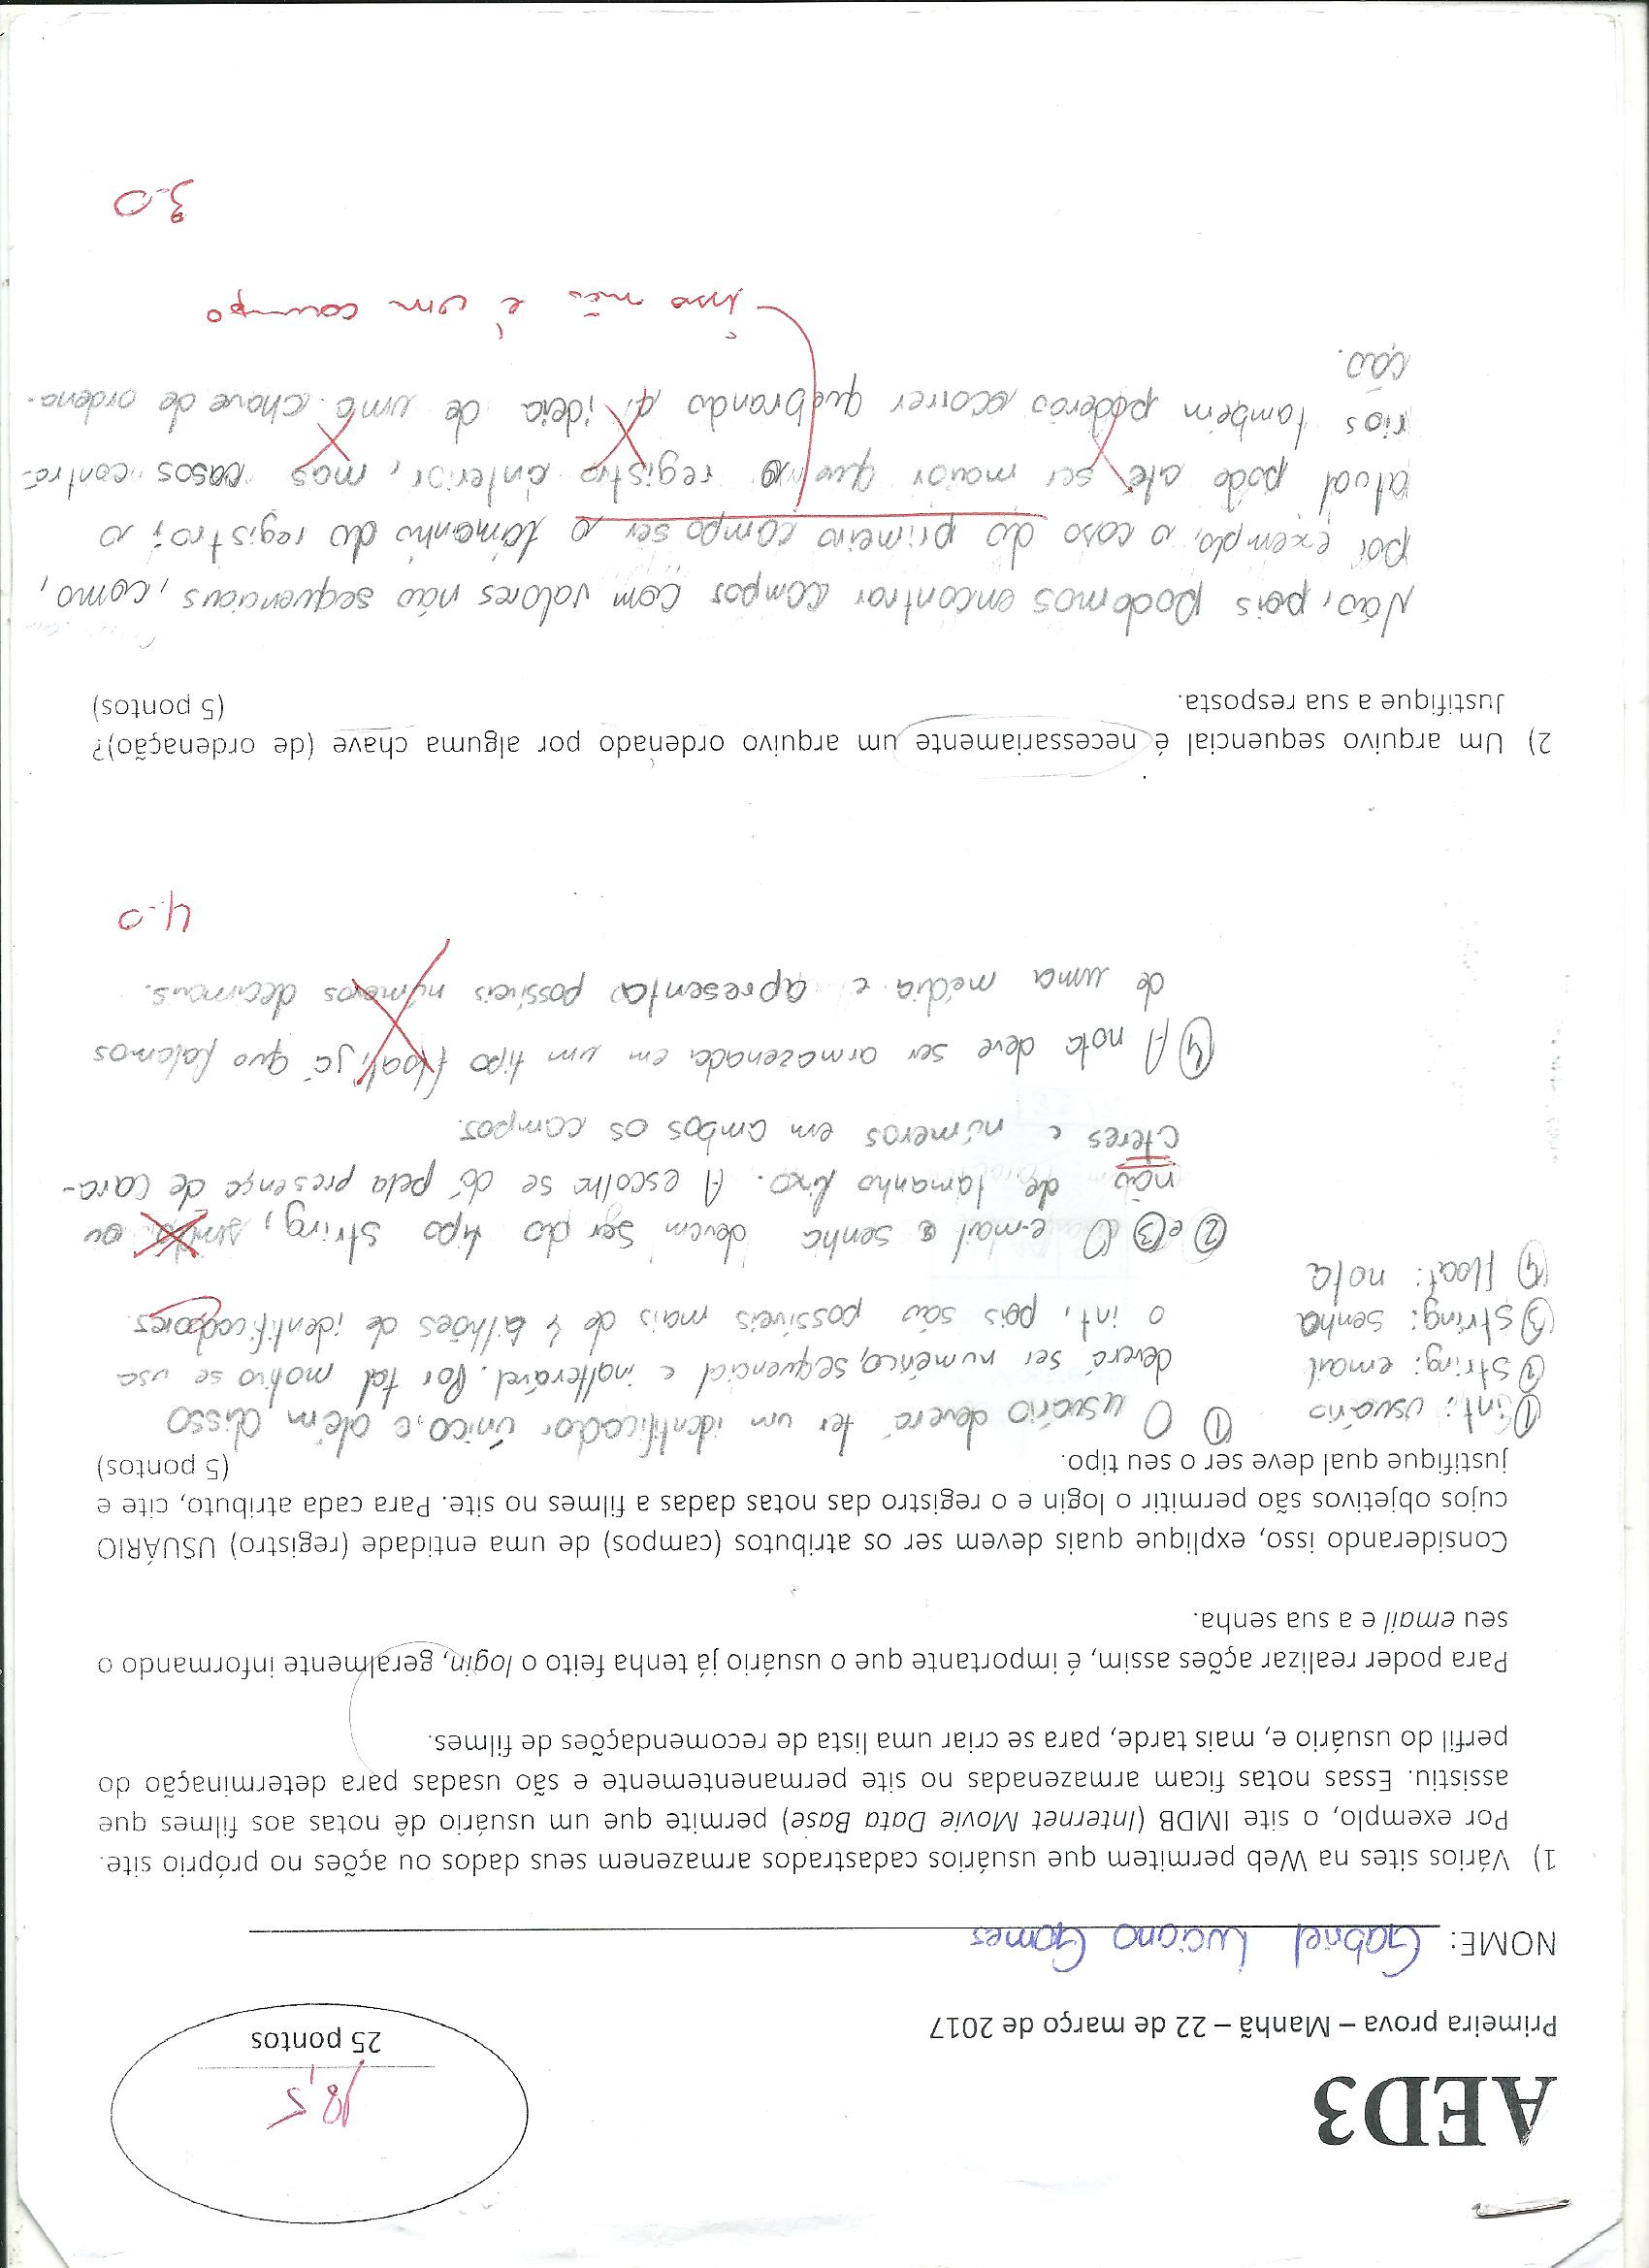 AED3
18,5
25 pontos
Primeira prova – Manhã – 22 de março de 2017
NOME: Gabriel Luciano Gomes
1) Vários sites na Web permitem que usuários cadastrados armazenem seus dados ou ações no próprio site.
Por exemplo, o site IMDB (Internet Movie Data Base) permite que um usuário dê notas aos filmes que
assistiu. Essas notas ficam armazenadas no site permanentemente e são usadas para determinação do
perfil do usuário e, mais tarde, para se criar uma lista de recomendações de filmes.
Para poder realizar ações assim, é importante que o usuário já tenha feito o login, geralmente informando o
seu email e a sua senha.
Considerando isso, explique quais devem ser os atributos (campos) de uma entidade (registro) USUÁRIO
cujos objetivos são permitir o login e o registro das notas dadas a filmes no site. Para cada atributo, cite e
justifique qual deve ser o seu tipo. (5 pontos)
① int: usuário
② string: email
③ string: senha
④ float: nota
① O usuário deverá ter um identificador único, e além disso
deverá ser numérico, sequencial e inalterável. Por tal motivo se usa
o int, pois são possíveis mais de 4 bilhões de identificadores.
② e ③ O e-mail e senha devem ser do tipo string, ou
não de tamanho fixo. A escolha se dá pela presença de cara-
cteres e números em ambos os campos.
④ A nota deve ser armazenada em um tipo float, já que falamos
de uma média e apresenta possíveis números decimais.
4.0
2) Um arquivo sequencial é necessariamente um arquivo ordenado por alguma chave (de ordenação)?
Justifique a sua resposta. (5 pontos)
Não, pois podemos encontrar campos com valores não sequenciais, como,
por exemplo, o caso do primeiro campo ser o tamanho do registro; o
atual pode até ser maior que o registro anterior, mas casos contrá-
rios também poderão ocorrer quebrando a ideia de uma chave de ordena-
ção.
isso não é um campo
3.0